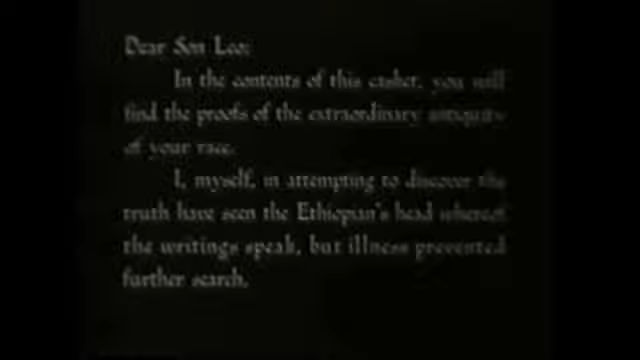 Dear Son Leo:
In the contents of this casket, you will
find the proofs of the extraordinary antiquity
of your race.
I, myself, in attempting to discover the
truth have seen the Ethiopian's head whereof
the writings speak, but illness prevented
further search.